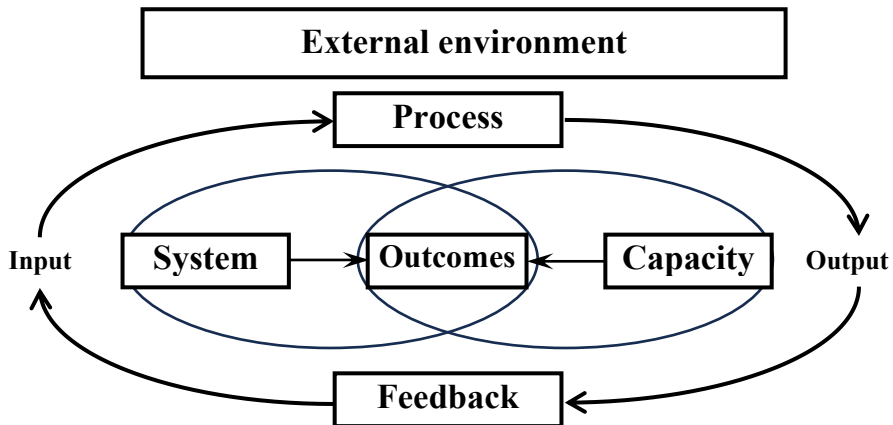 External environment
Process
Input
System
Outcomes
Capacity
Output
Feedback